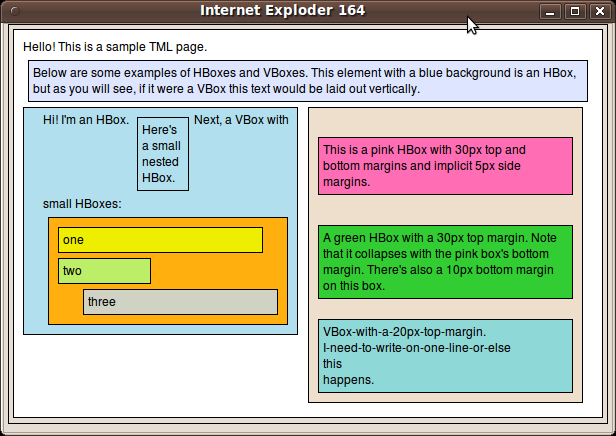 Internet Exploder 164
Hello! This is a sample TML page.
Below are some examples of HBoxes and VBoxes. This element with a blue background is an HBox,
but as you will see, if it were a VBox this text would be laid out vertically.
Hi! I'm an HBox.
Here's
a small
nested
HBox.
Next, a VBox with
small HBoxes:
one
two
three
This is a pink HBox with 30px top and
bottom margins and implicit 5px side
margins.
A green HBox with a 30px top margin. Note
that it collapses with the pink box's bottom
margin. There's also a 10px bottom margin
on this box.
VBox-with-a-20px-top-margin.
I-need-to-write-on-one-line-or-else
this
happens.